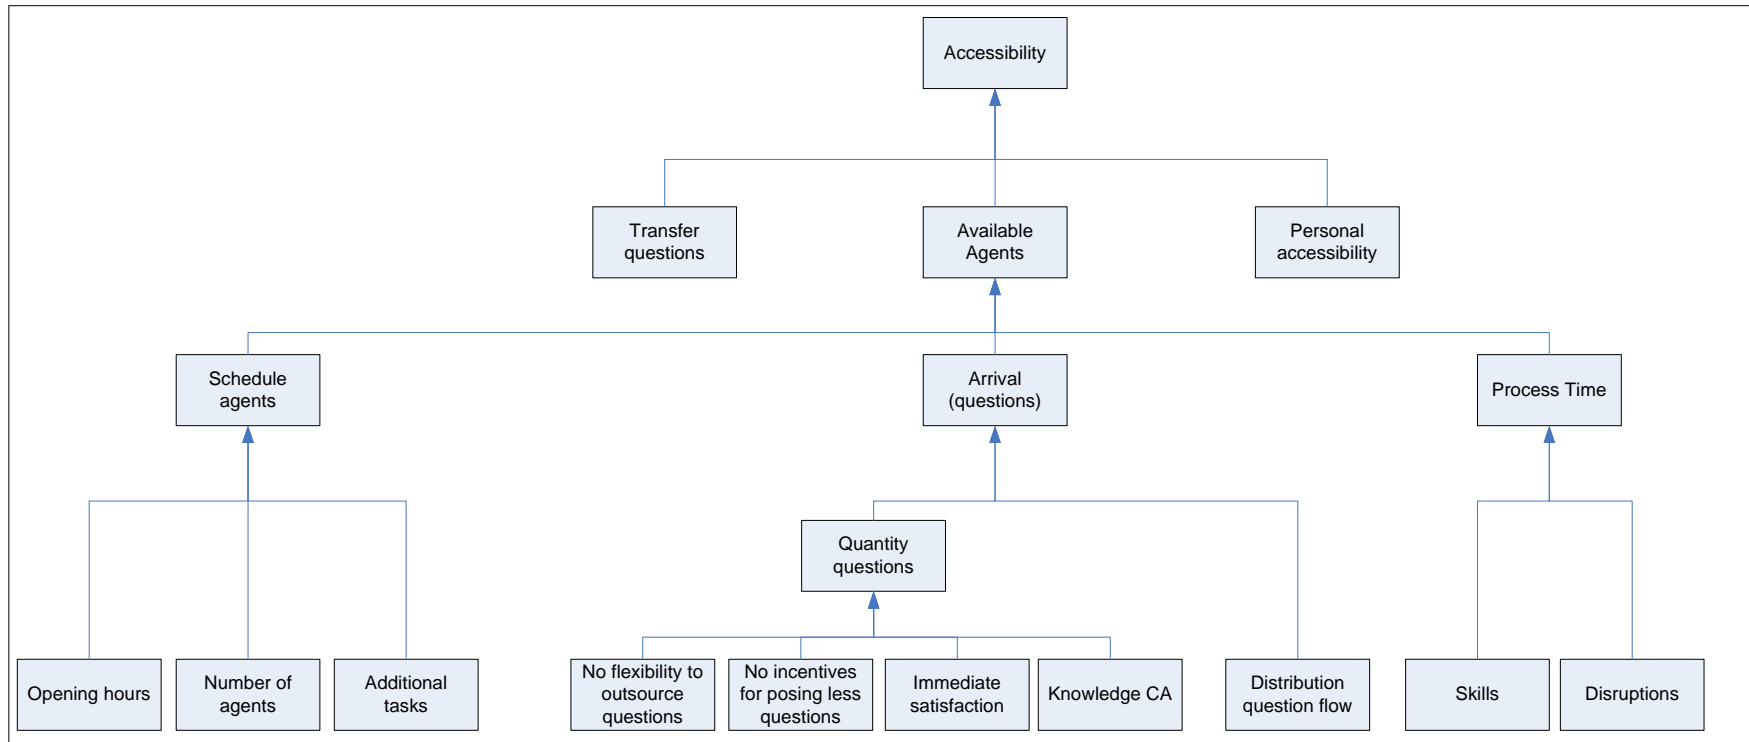 Accessibility
Transfer
questions
Available
Agents
Personal
accessibility
Schedule
agents
Arrival
(questions)
Process Time
Quantity
questions
Opening hours
Number of
agents
Additional
tasks
No flexibility to
outsource
questions
No incentives
for posing less
questions
Immediate
satisfaction
Knowledge CA
Distribution
question flow
Skills
Disruptions